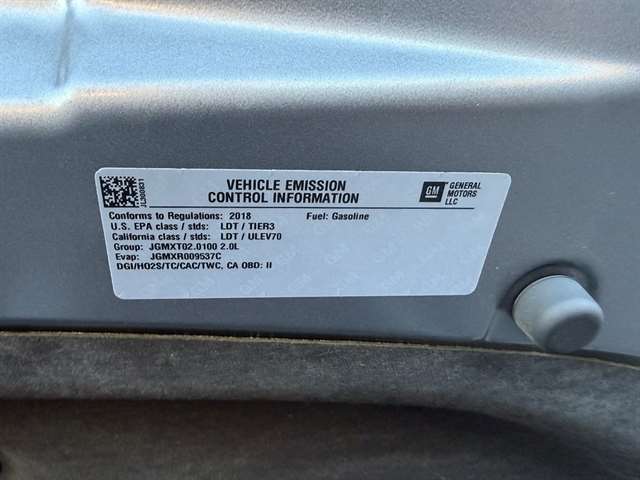 JL300831
VEHICLE EMISSION
CONTROL INFORMATION
GM
GENERAL
MOTORS
LLC
Conforms to Regulations: 2018 Fuel: Gasoline
U.S. EPA class / stds: LDT / TIER3
California class / stds: LDT / ULEV70
Group: JGMXT02.0100 2.0L
Evap: JGMXR009537C
DGI/HO2S/TC/CAC/TWC, CA OBD: II